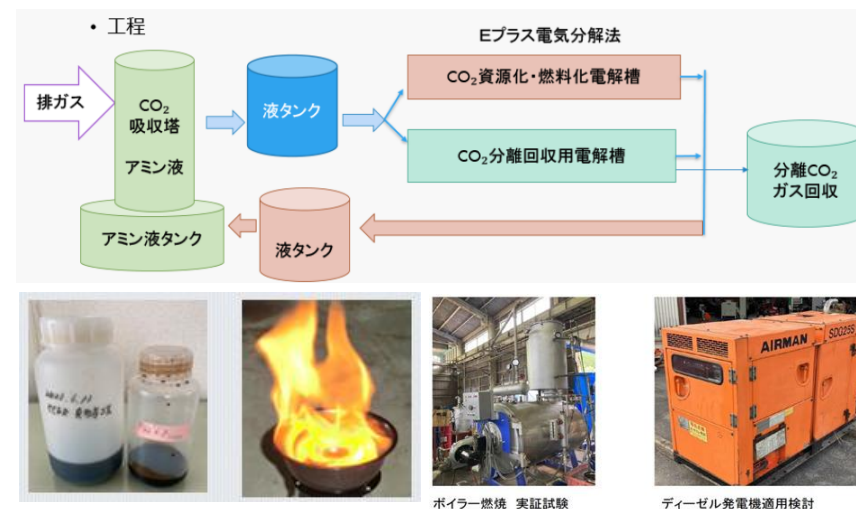 • 工程
Eプラス電気分解法
排ガス
CO₂
吸収塔
アミン液
液タンク
CO₂資源化・燃料化電解槽
CO₂分離回収用電解槽
分離CO₂
ガス回収
アミン液タンク
液タンク
AIRMAN
SDG25S
ボイラー燃焼 実証試験
ディーゼル発電機適用検討